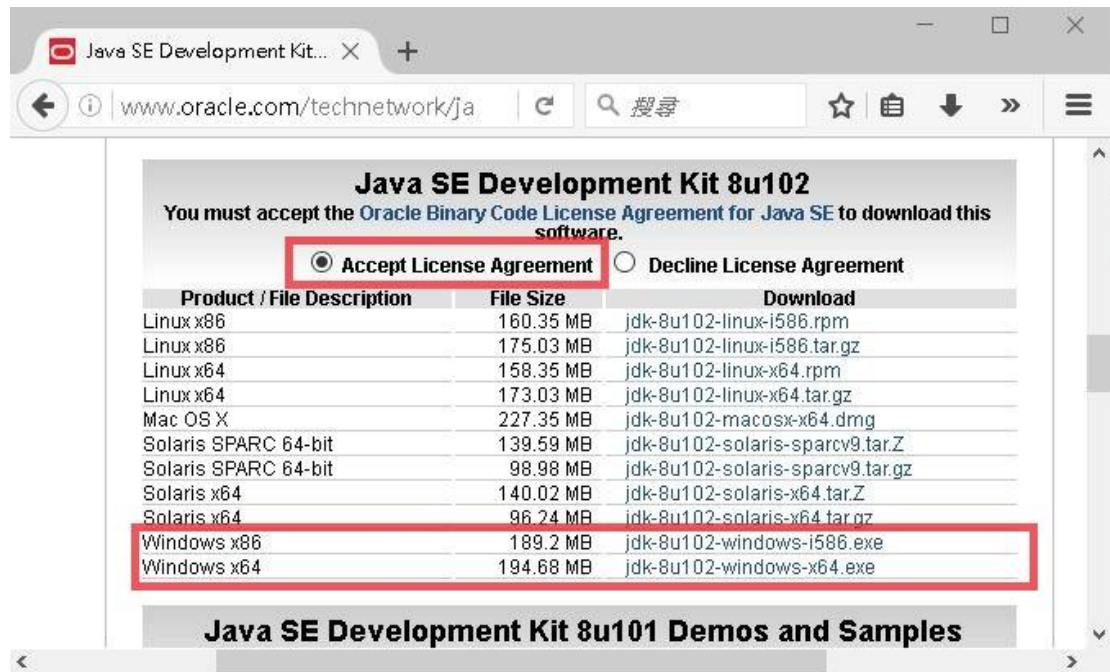 Java SE Development Kit...
www.oracle.com/technetwork/ja
搜尋
Java SE Development Kit 8u102
You must accept the Oracle Binary Code License Agreement for Java SE to download this
software.
Accept License Agreement Decline License Agreement
Product / File Description File Size Download
Linux x86 160.35 MB jdk-8u102-linux-i586.rpm
Linux x86 175.03 MB jdk-8u102-linux-i586.tar.gz
Linux x64 158.35 MB jdk-8u102-linux-x64.rpm
Linux x64 173.03 MB jdk-8u102-linux-x64.tar.gz
Mac OS X 227.35 MB jdk-8u102-macosx-x64.dmg
Solaris SPARC 64-bit 139.59 MB jdk-8u102-solaris-sparcv9.tar.Z
Solaris SPARC 64-bit 98.98 MB jdk-8u102-solaris-sparcv9.tar.gz
Solaris x64 140.02 MB jdk-8u102-solaris-x64.tar.Z
Solaris x64 96.24 MB jdk-8u102-solaris-x64.tar.gz
Windows x86 189.2 MB jdk-8u102-windows-i586.exe
Windows x64 194.68 MB jdk-8u102-windows-x64.exe
Java SE Development Kit 8u101 Demos and Samples